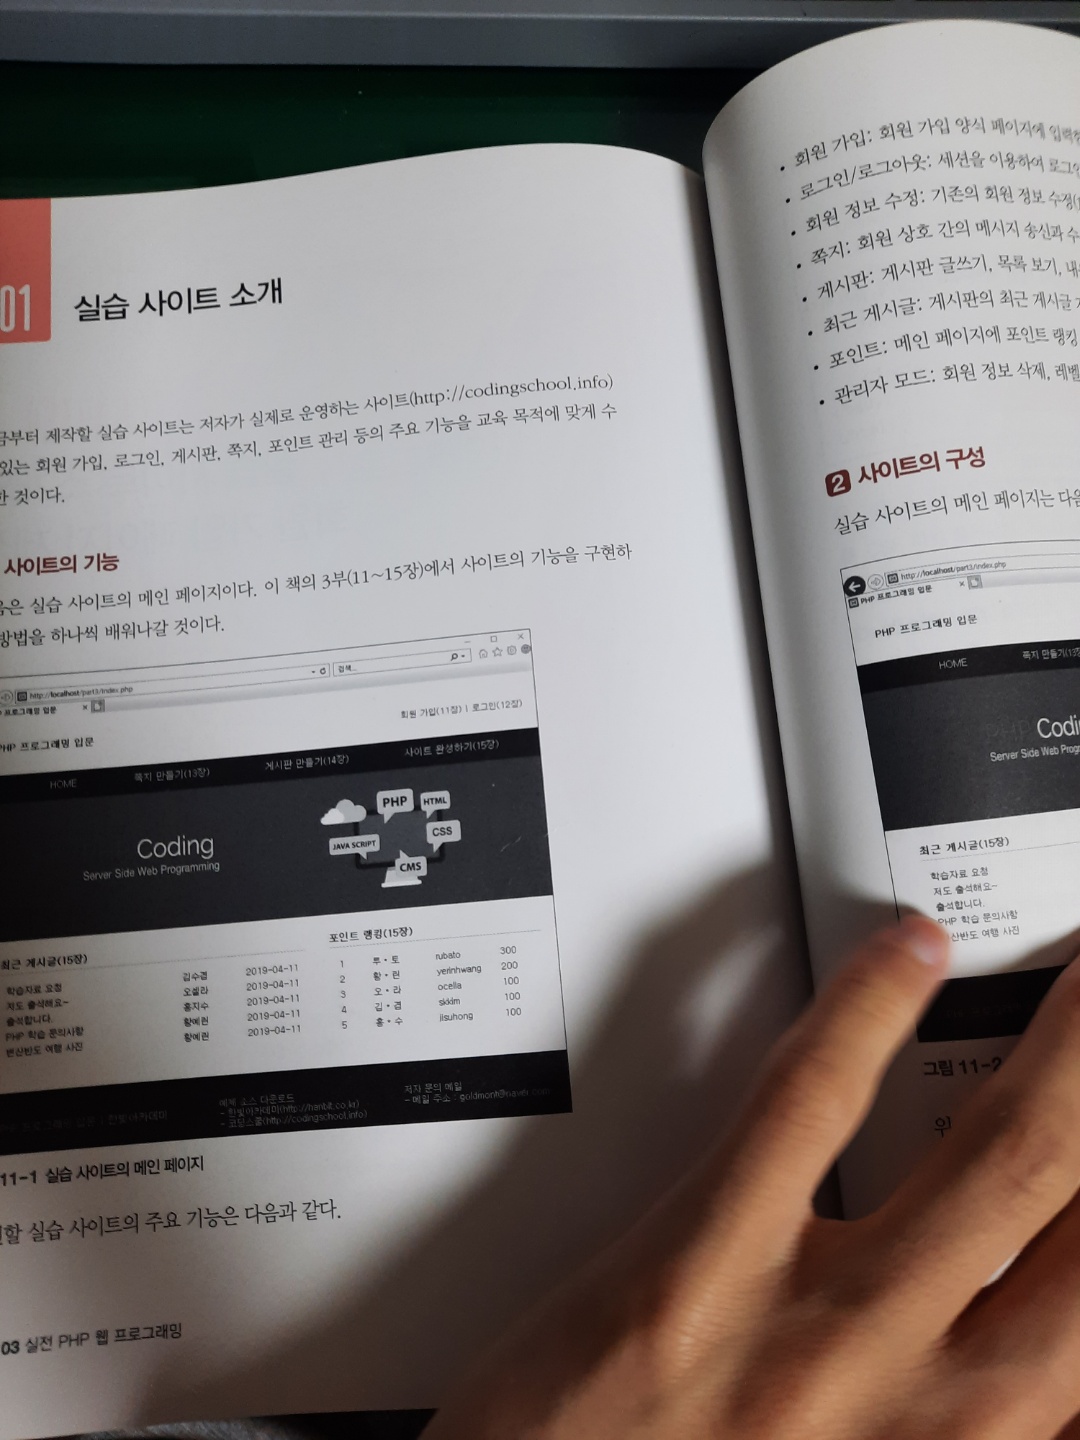 01
실습 사이트 소개
금부터 제작할 실습 사이트는 저자가 실제로 운영하는 사이트(http://codingschool.info)
있는 회원 가입, 로그인, 게시판, 쪽지, 포인트 관리 등의 주요 기능을 교육 목적에 맞게 수
한 것이다.
사이트의 기능
음은 실습 사이트의 메인 페이지이다. 이 책의 3부(11~15장)에서 사이트의 기능을 구현하
방법을 하나씩 배워나갈 것이다.
http://localhost/part3/index.php
검색...
프로그래밍 입문
회원 가입(11장) | 로그인(12장)
PHP 프로그래밍 입문
HOME 쪽지 만들기(13장) 게시판 만들기(14장) 사이트 완성하기(15장)
Coding
Server Side Web Programming
PHP
HTML
CSS
JAVA SCRIPT
CMS
최근 게시글(15장)
학습자료 요청 김수겸 2019-04-11
저도 출석해요~ 오셀라 2019-04-11
출석합니다. 홍지수 2019-04-11
PHP 학습 문의사항 황예린 2019-04-11
변산반도 여행 사진 황예린 2019-04-11
포인트 랭킹(15장)
1 루*토 rubato 300
2 황*린 yerinhwang 200
3 오*라 ocella 100
4 김*겸 skkim 100
5 홍*수 jisuhong 100
프로그래밍 입문 | 한빛아카데미
예제 소스 다운로드
- 한빛아카데미(http://hanbit.co.kr)
- 코딩스쿨(http://codingschool.info)
저자 문의 메일
- 메일 주소 : goldmont@naver.com
11-1 실습 사이트의 메인 페이지
할 실습 사이트의 주요 기능은 다음과 같다.
03 실전 PHP 웹 프로그래밍
• 회원 가입: 회원 가입 양식 페이지에 입력
• 로그인/로그아웃: 세션을 이용하여 로그인
• 회원 정보 수정: 기존의 회원 정보 수정
• 쪽지: 회원 상호 간의 메시지 송신과 수
• 게시판: 게시판 글쓰기, 목록 보기, 내
• 최근 게시글: 게시판의 최근 게시글
• 포인트: 메인 페이지에 포인트 랭킹
• 관리자 모드: 회원 정보 삭제, 레벨
2 사이트의 구성
실습 사이트의 메인 페이지는 다음
http://localhost/part3/index.php
PHP 프로그래밍 입문
PHP 프로그래밍 입문
HOME 쪽지 만들기(13
Codi
Server Side Web Prog
최근 게시글(15장)
학습자료 요청
저도 출석해요~
출석합니다.
PHP 학습 문의사항
산반도 여행 사진
그림 11-2
위